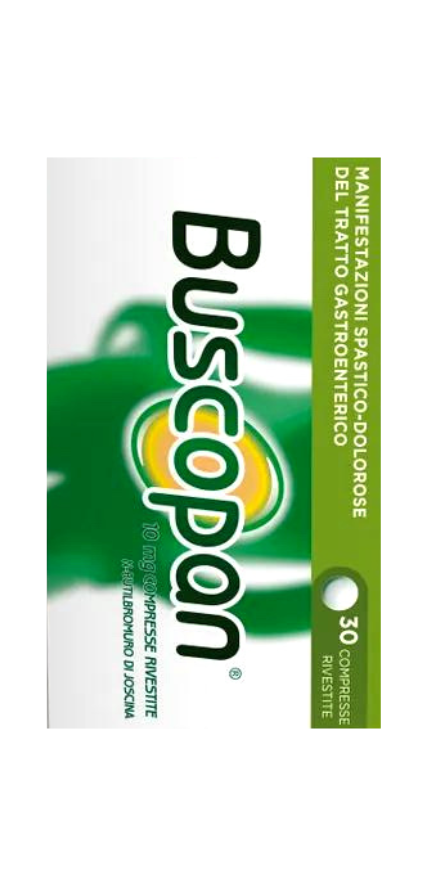 MANIFESTAZIONI SPASTICO-DOLOROSE
DEL TRATTO GASTROENTERICO
30 COMPRESSE
RIVESTITE
Buscopan®
10 mg COMPRESSE RIVESTITE
N-BUTILBROMURO DI JOSCINA